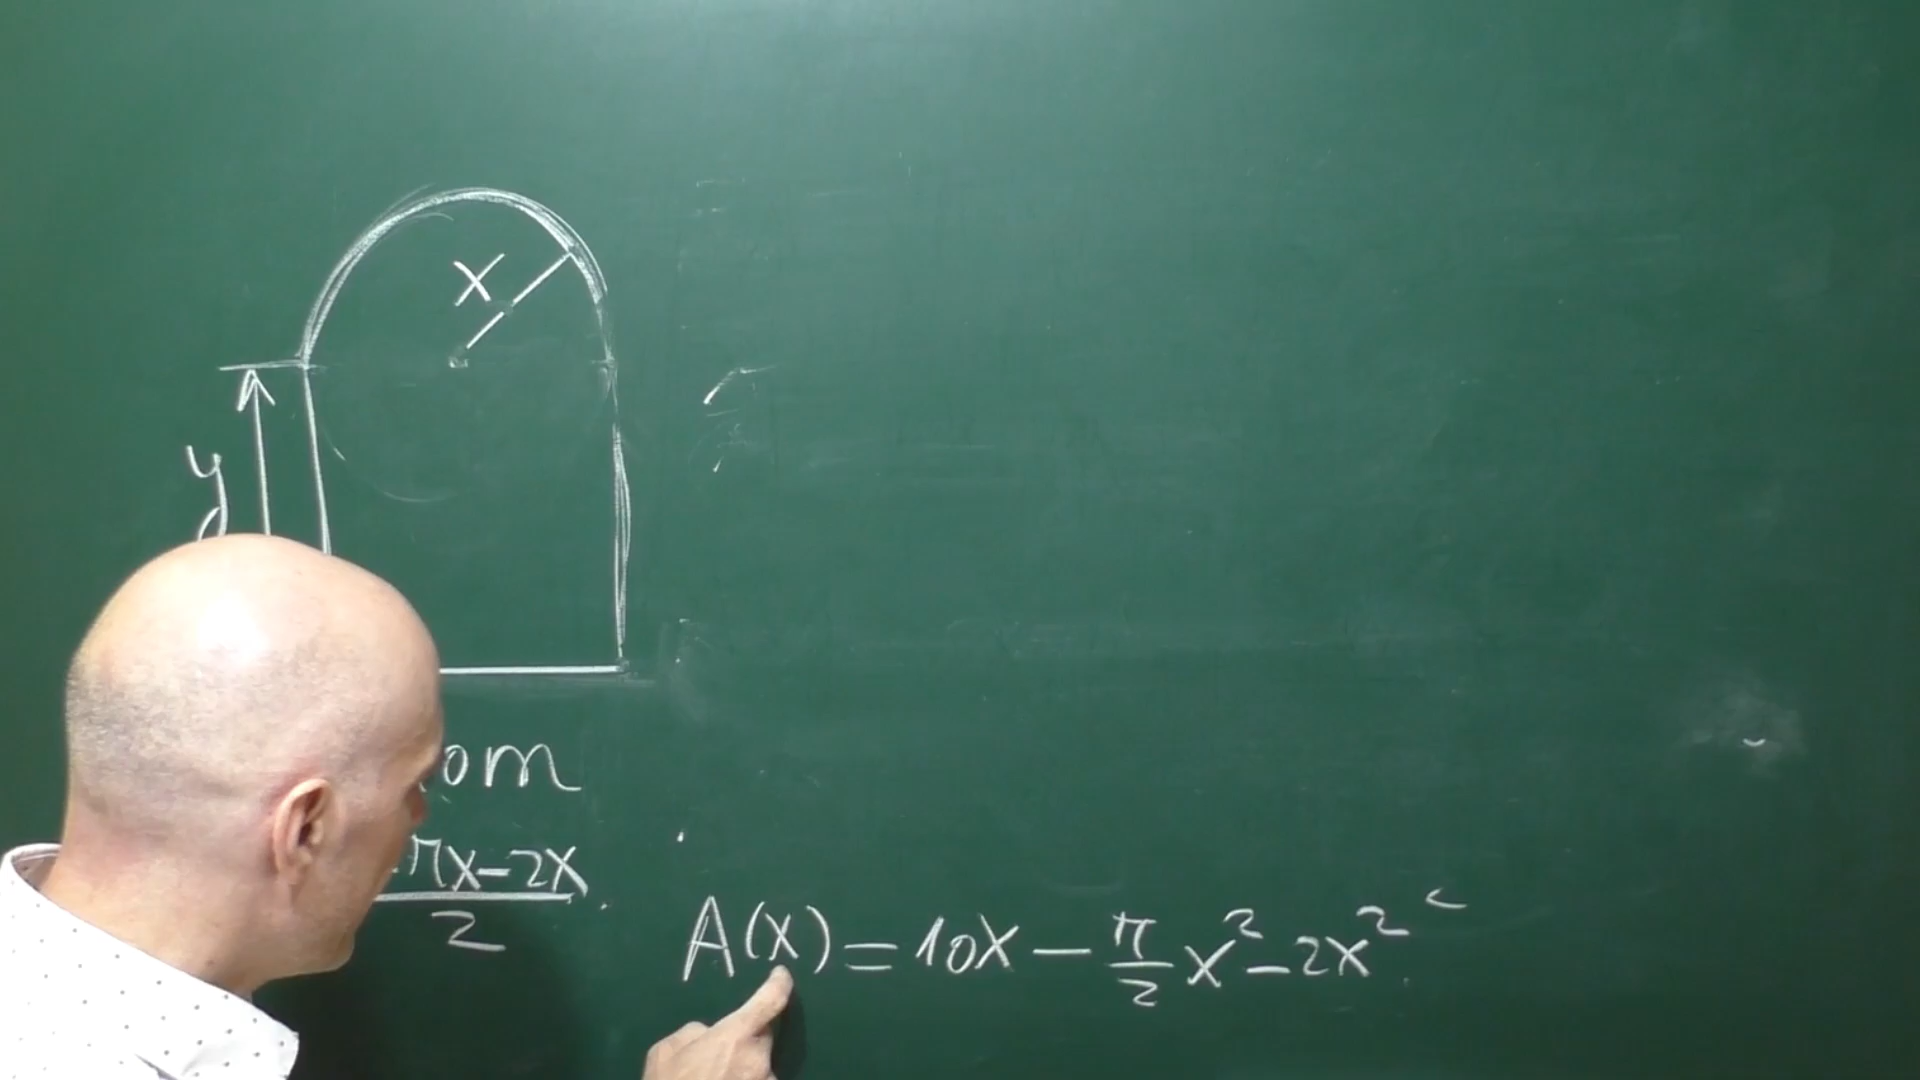 x
y
om
πx-2x
2
A(x) = 10x - π/2 x² - 2x²